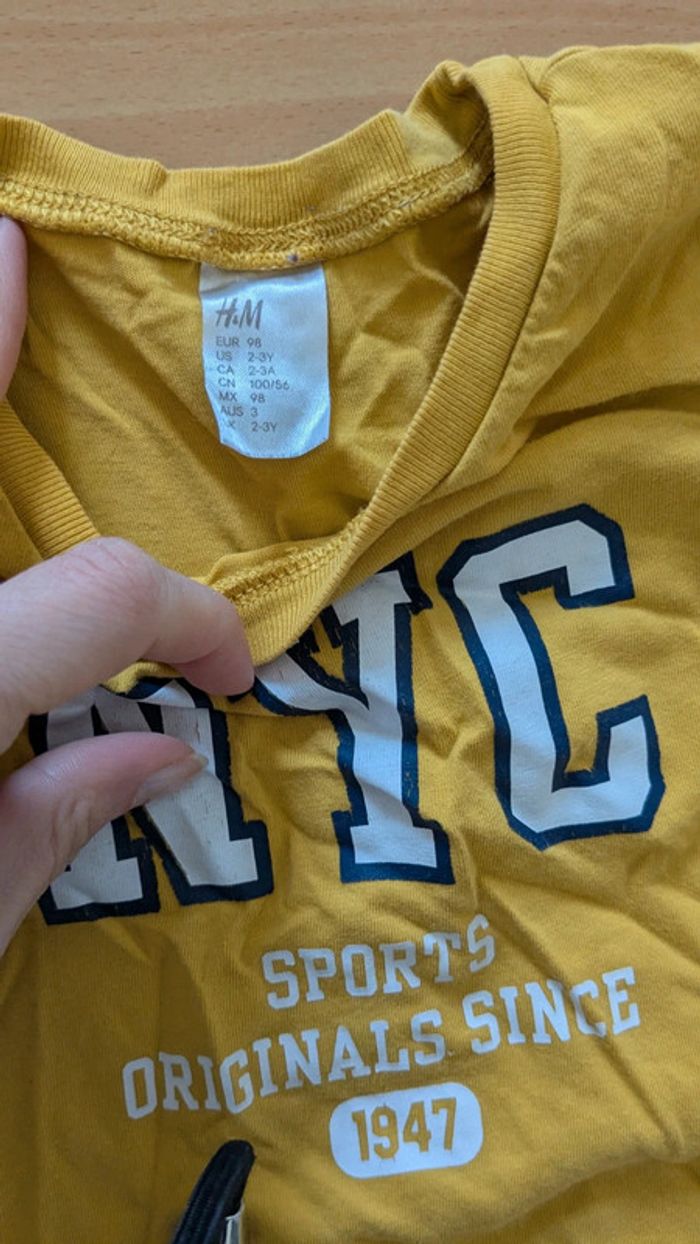 H&M
EUR 98
US 2-3Y
CA 2-3A
CN 100/56
MX 98
AUS 3
2-3Y
NYC
SPORTS
ORIGINALS SINCE
1947